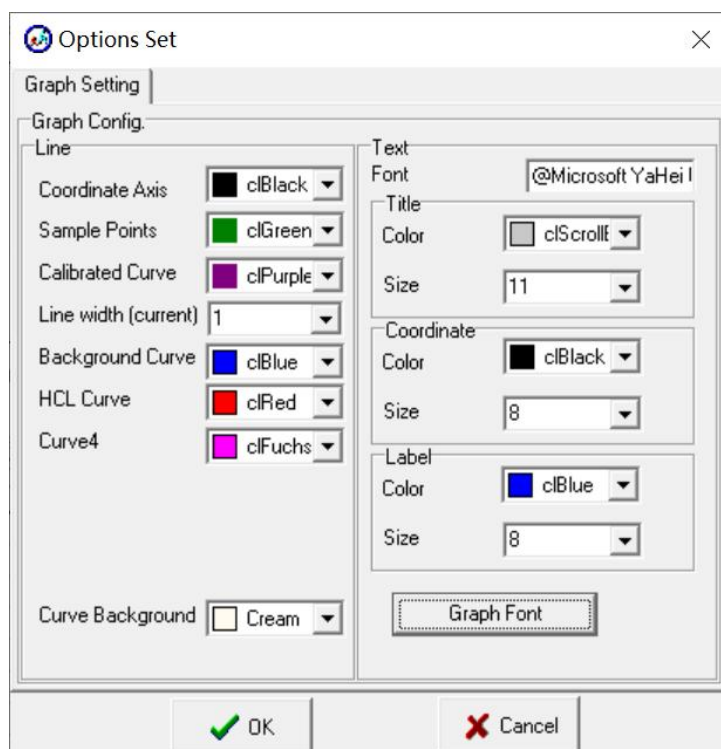 Options Set
Graph Setting
Graph Config.
Line
Coordinate Axis clBlack
Sample Points clGreen
Calibrated Curve clPurple
Line width (current) 1
Background Curve clBlue
HCL Curve clRed
Curve4 clFuchs
Curve Background Cream
Text
Font @Microsoft YaHei
Title
Color clScroll
Size 11
Coordinate
Color clBlack
Size 8
Label
Color clBlue
Size 8
Graph Font
OK Cancel